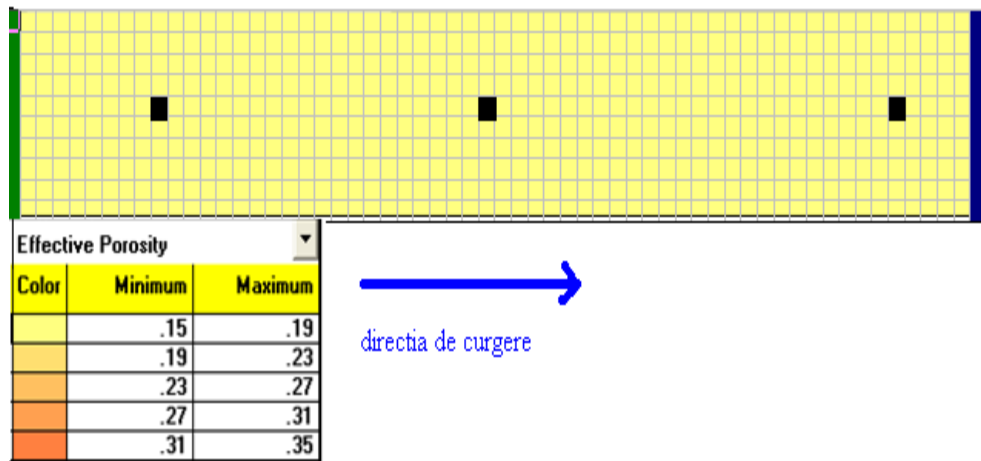 Effective Porosity
Color Minimum Maximum
.15 .19
.19 .23
.23 .27
.27 .31
.31 .35
directia de curgere